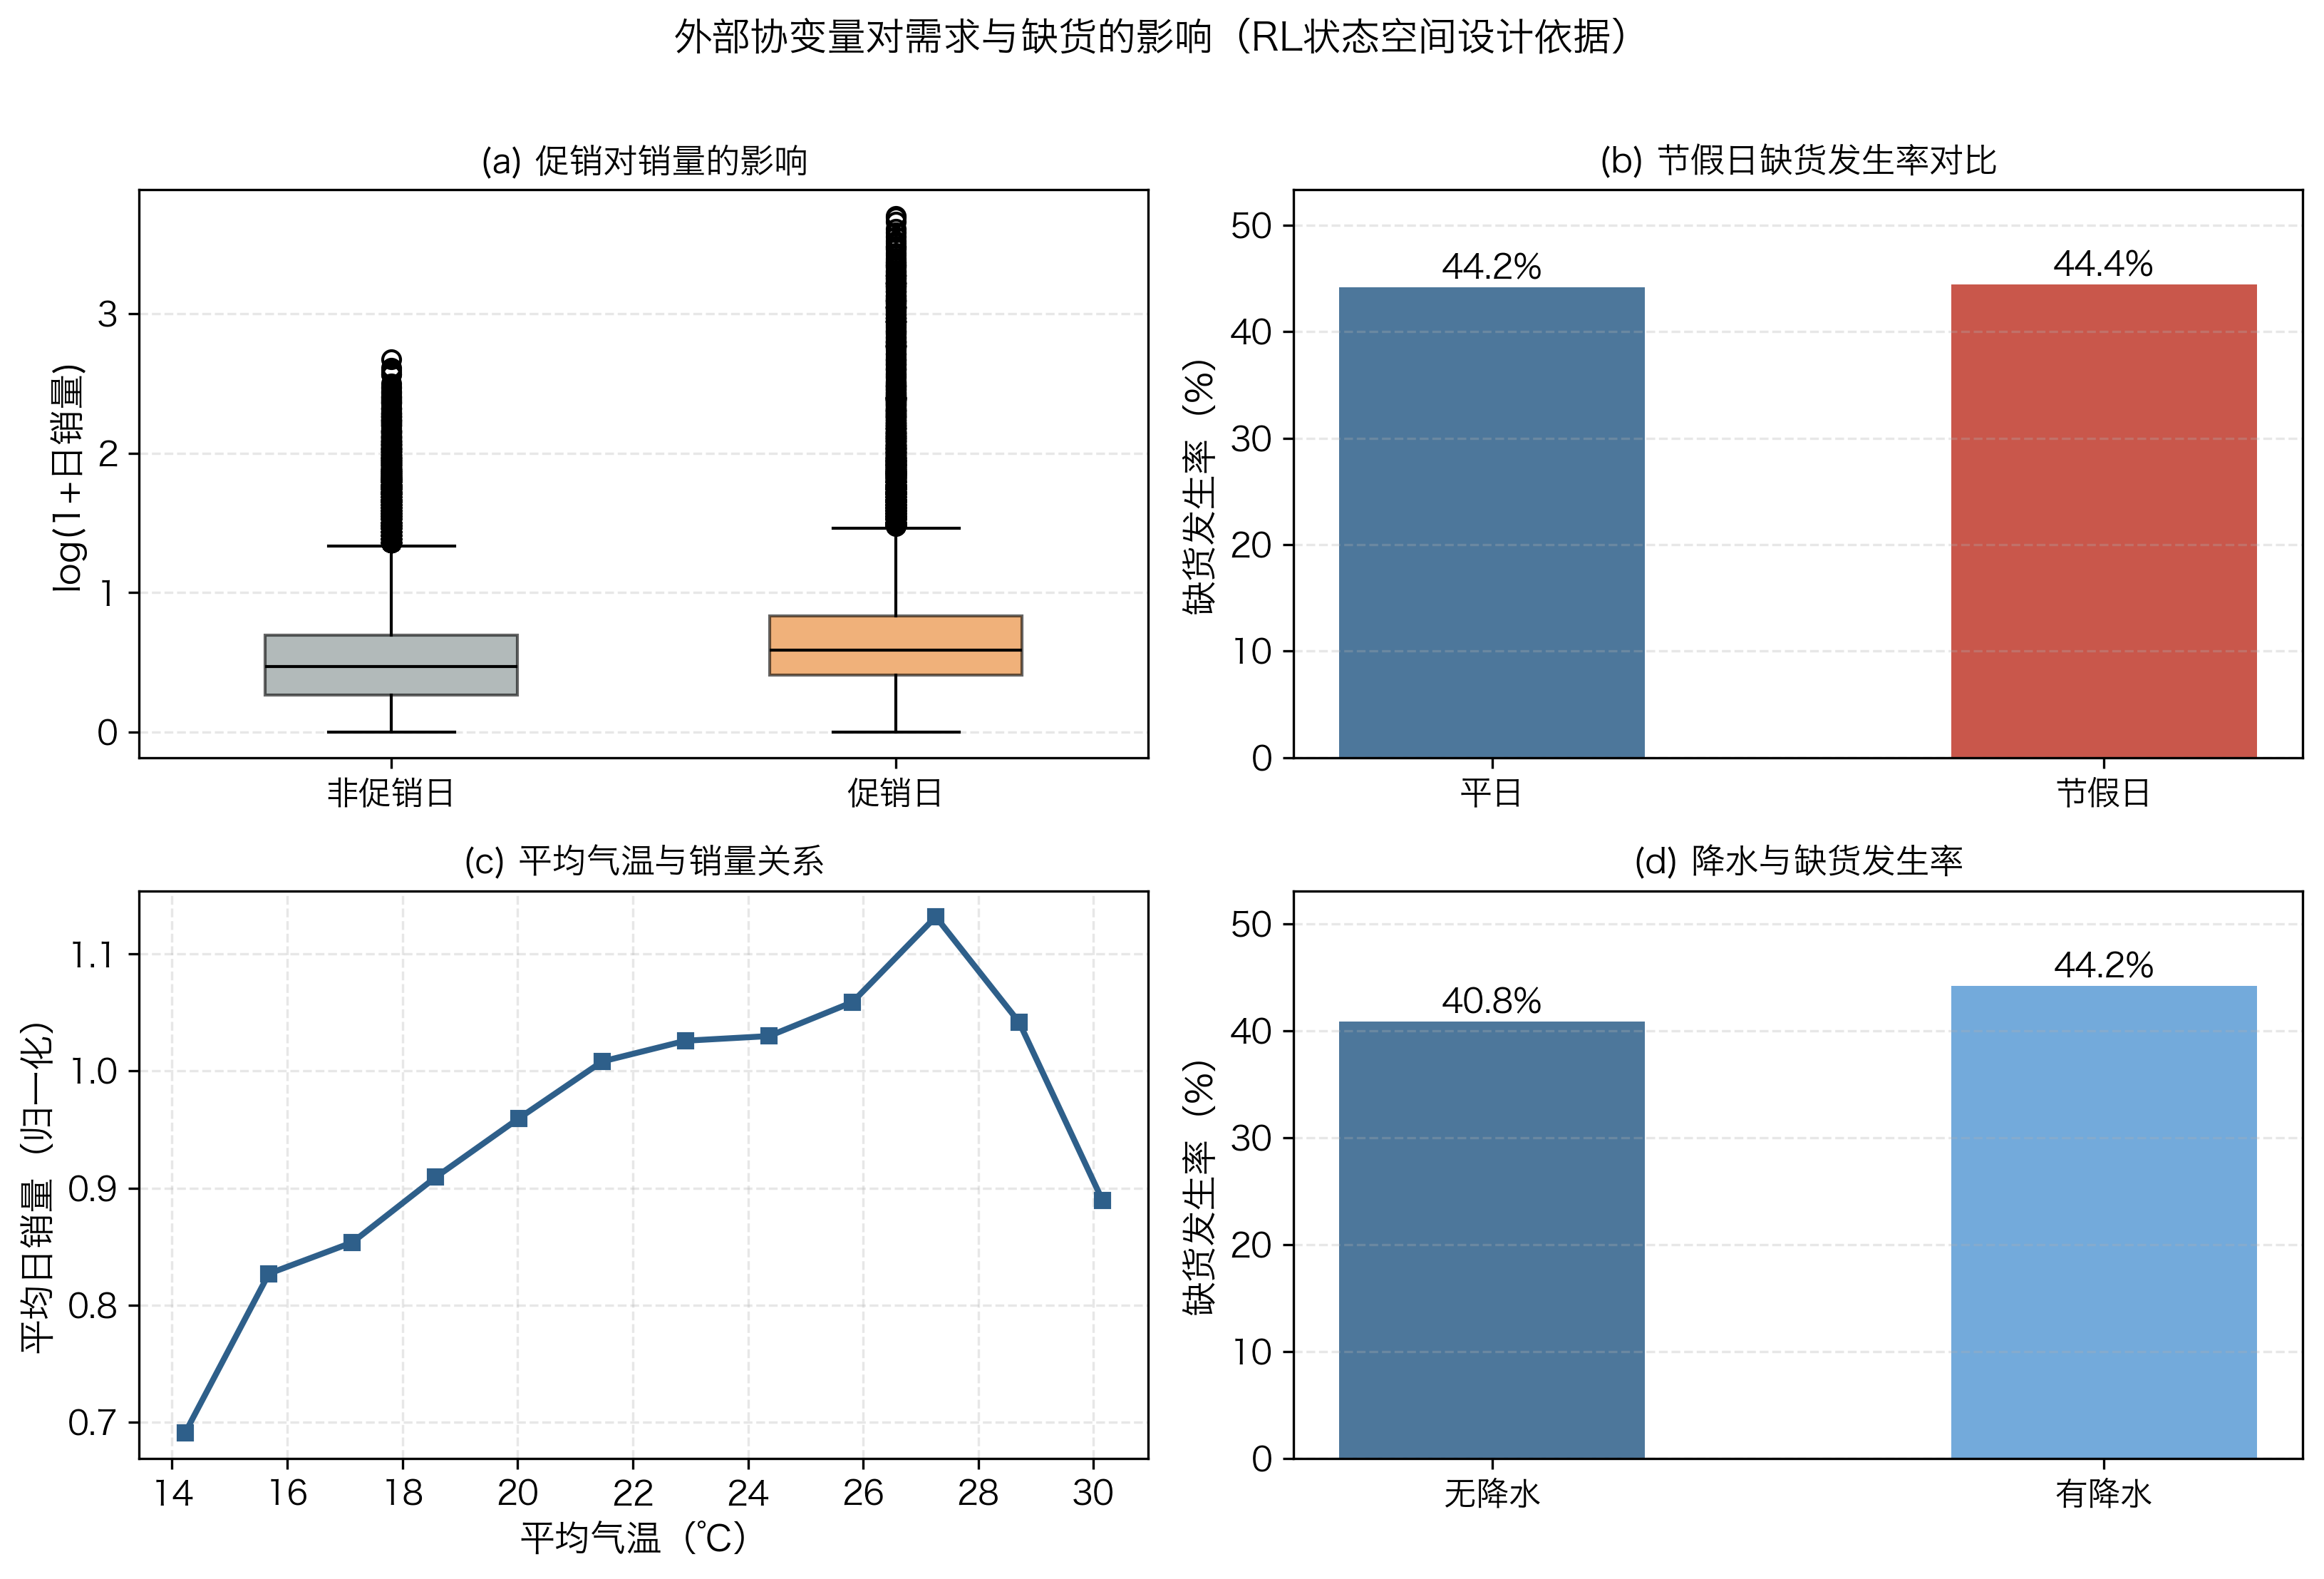 外部协变量对需求与缺货的影响（RL状态空间设计依据）
(a) 促销对销量的影响
log(1+日销量)
3
2
1
0
非促销日
促销日
(b) 节假日缺货发生率对比
缺货发生率（%）
50
40
30
20
10
0
44.2%
44.4%
平日
节假日
(c) 平均气温与销量关系
平均日销量（归一化）
1.1
1.0
0.9
0.8
0.7
14 16 18 20 22 24 26 28 30
平均气温（℃）
(d) 降水与缺货发生率
缺货发生率（%）
50
40
30
20
10
0
40.8%
44.2%
无降水
有降水